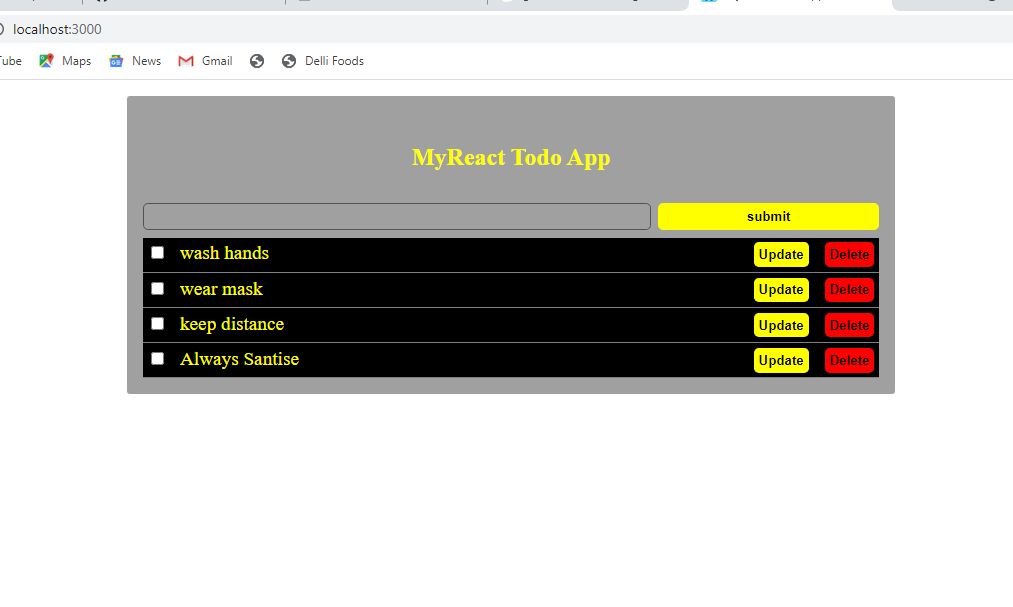 localhost:3000
Tube Maps News Gmail Delli Foods
MyReact Todo App
submit
wash hands Update Delete
wear mask Update Delete
keep distance Update Delete
Always Santise Update Delete